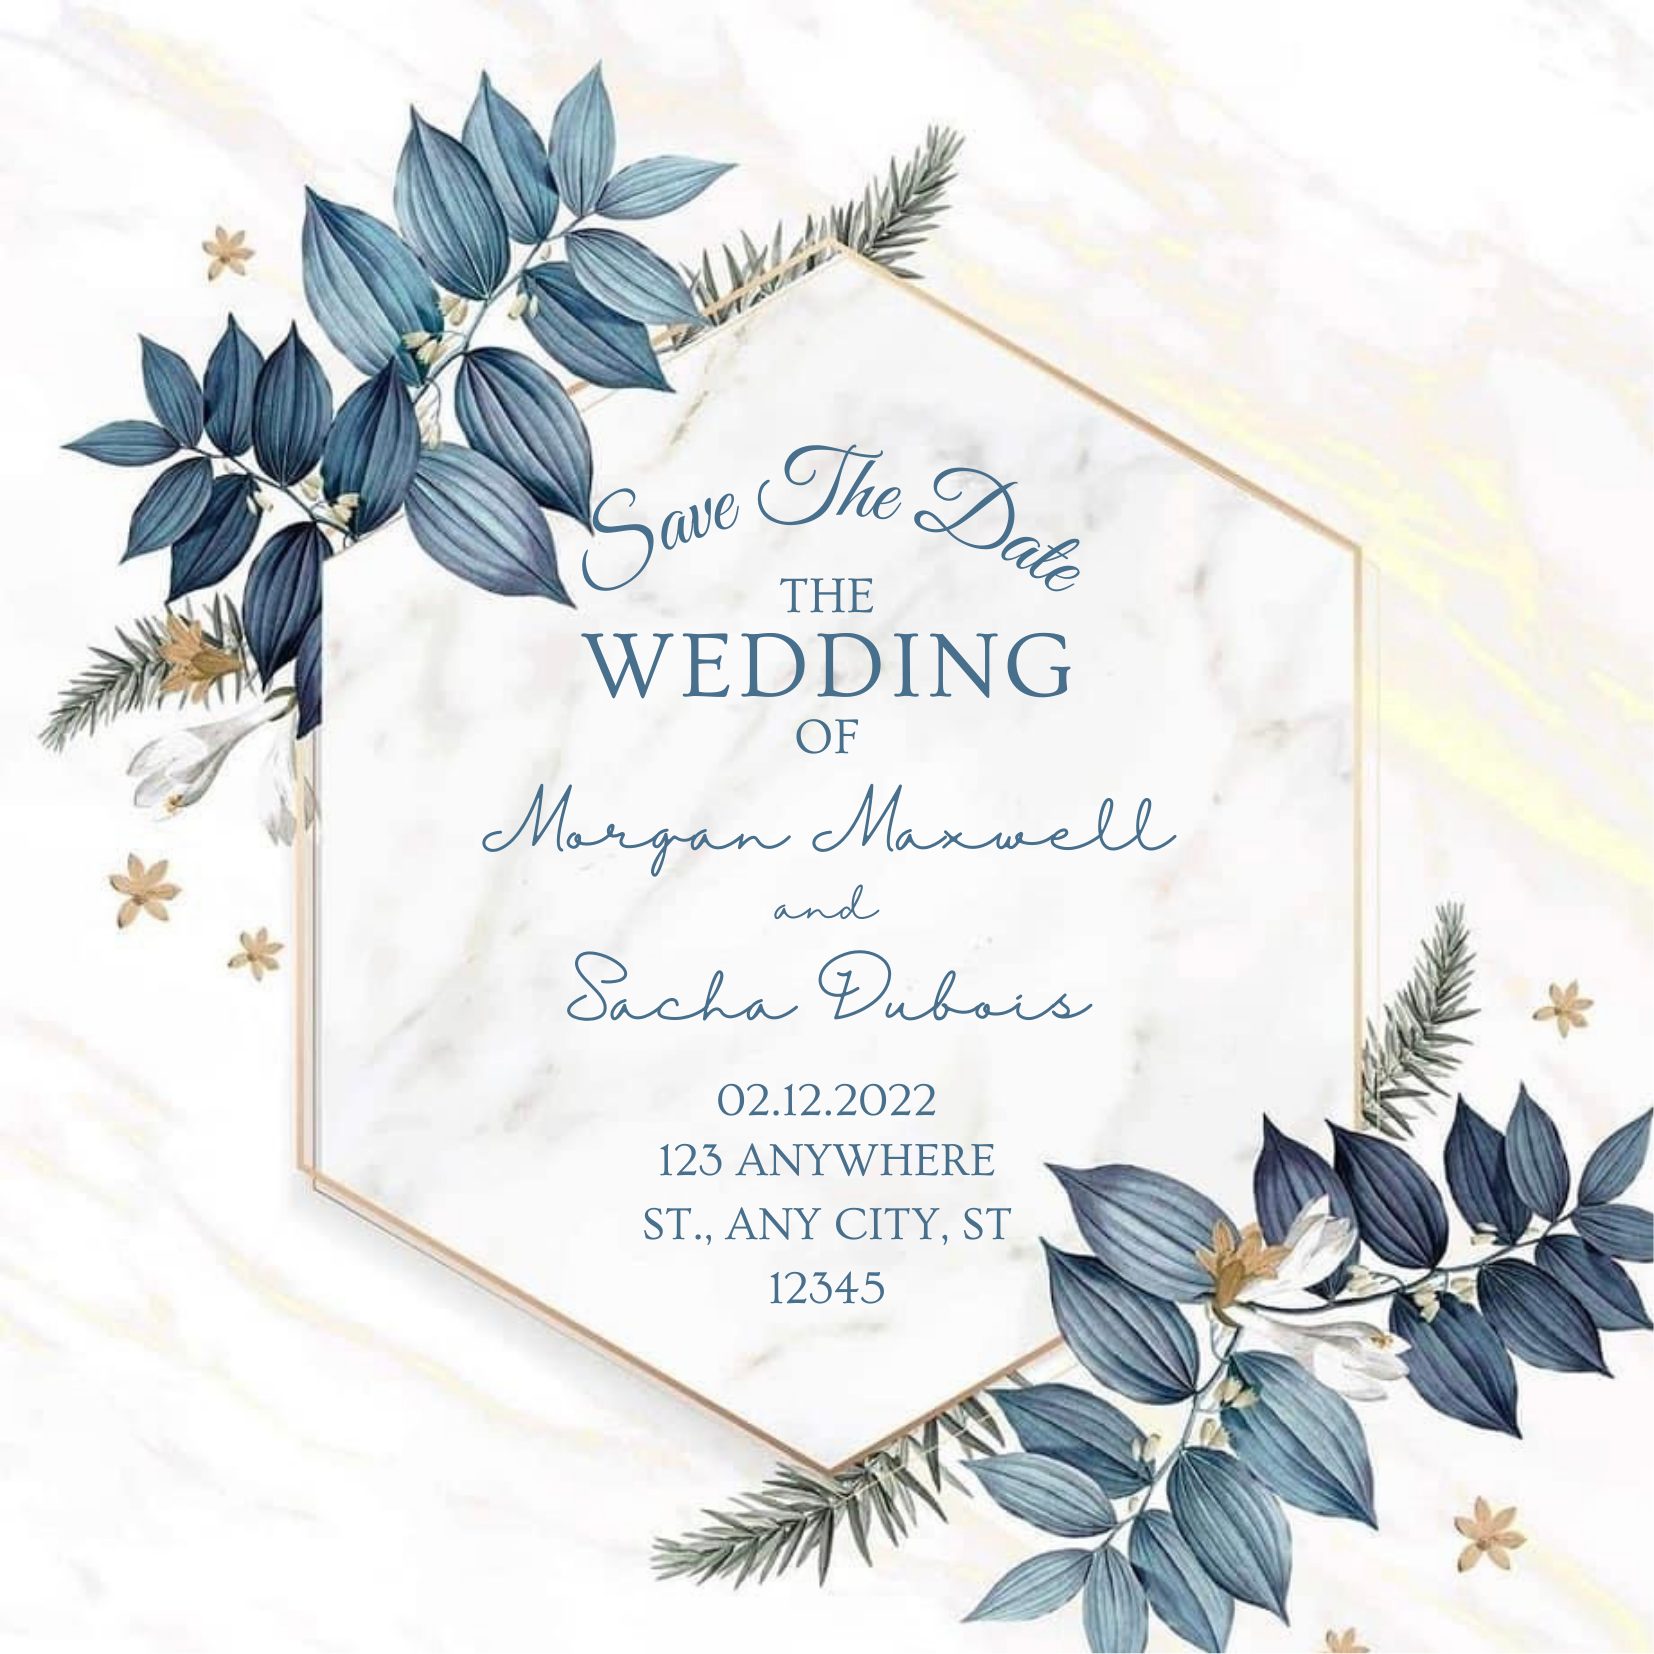 Save The Date
THE
WEDDING
OF
Morgan Maxwell
and
Sacha Dubois
02.12.2022
123 ANYWHERE
ST., ANY CITY, ST
12345